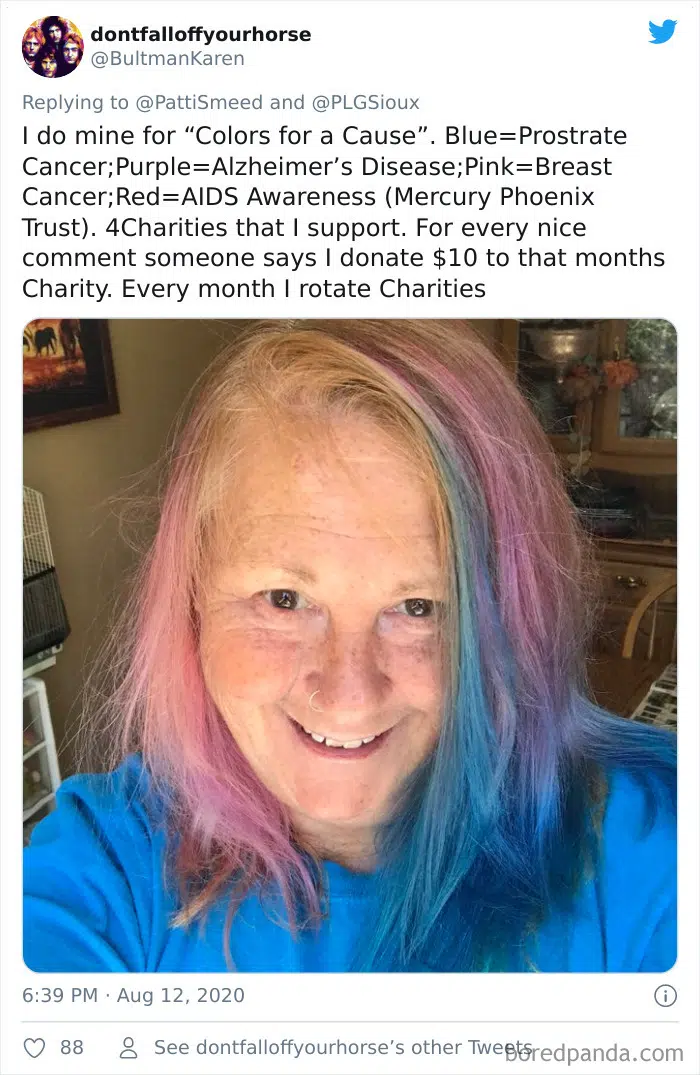 dontfalloffyourhorse
@BultmanKaren
Replying to @PattiSmeed and @PLGSioux
I do mine for “Colors for a Cause”. Blue=Prostrate
Cancer;Purple=Alzheimer’s Disease;Pink=Breast
Cancer;Red=AIDS Awareness (Mercury Phoenix
Trust). 4Charities that I support. For every nice
comment someone says I donate $10 to that months
Charity. Every month I rotate Charities
6:39 PM · Aug 12, 2020
88 See dontfalloffyourhorse’s other Tweets
boredpanda.com